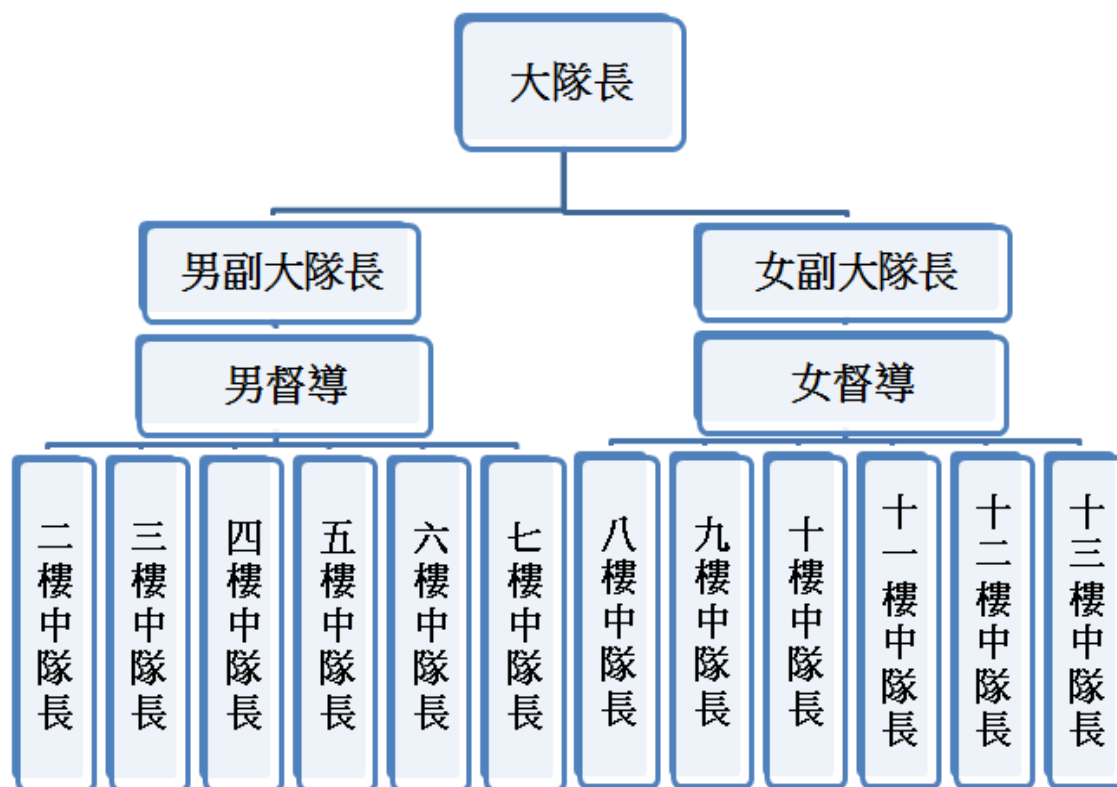 大隊長
男副大隊長
女副大隊長
男督導
女督導
二樓中隊長
三樓中隊長
四樓中隊長
五樓中隊長
六樓中隊長
七樓中隊長
八樓中隊長
九樓中隊長
十樓中隊長
十一樓中隊長
十二樓中隊長
十三樓中隊長